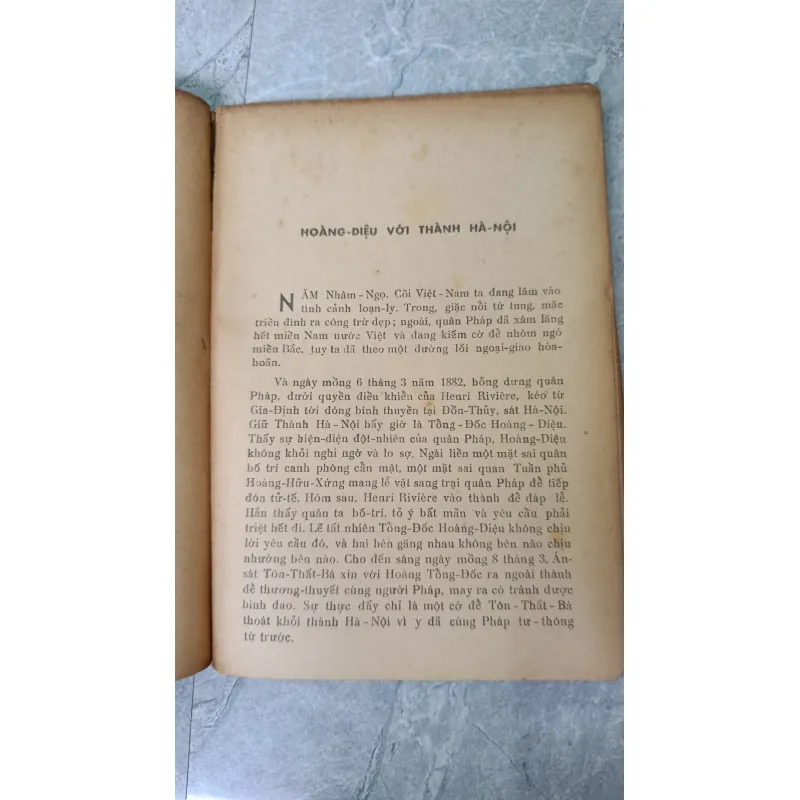 HOÀNG-DIỆU VỚI THÀNH HÀ-NỘI
NĂM Nhâm-Ngọ. Cõi Việt-Nam ta đang lâm vào
tình cảnh loạn-ly. Trong, giặc nổi tứ tung, mặc
triều đình ra công trừ dẹp; ngoài, quân Pháp đã xâm lăng
hết miền Nam nước Việt và đang kiếm cớ để nhòm ngó
miền Bắc, tuy ta đã theo một đường lối ngoại-giao hòa-
hoãn.
Và ngày mồng 6 tháng 3 năm 1882, bỗng dưng quân
Pháp, dưới quyền điều khiển của Henri Rivière, kéo từ
Gia-Định tới đóng binh thuyền tại Đồn-Thủy, sát Hà-Nội.
Giữ Thành Hà-Nội bấy giờ là Tổng-Đốc Hoàng-Diệu.
Thấy sự hiện-diện đột-nhiên của quân Pháp, Hoàng-Diệu
không khỏi nghi ngờ và lo sợ. Ngài liền một mặt sai quân
bố trí canh phòng cẩn mật, một mặt sai quan Tuần phủ
Hoàng-Hữu-Xứng mang lễ vật sang trại quân Pháp để tiếp
đón tử-tế. Hôm sau, Henri Rivière vào thành để đáp lễ.
Hắn thấy quân ta bố-trí, tỏ ý bất mãn và yêu cầu phải
triệt hết đi. Lẽ tất nhiên Tổng-Đốc Hoàng-Diệu không chịu
lời yêu cầu đó, và hai bên găng nhau không bên nào chịu
nhường bên nào. Cho đến sáng ngày mồng 8 tháng 3, Án-
sát Tôn-Thất-Bá xin với Hoàng Tổng-Đốc ra ngoài thành
để thương-thuyết cùng người Pháp, may ra có tránh được
binh đao. Sự thực đấy chỉ là một cớ để Tôn-Thất-Bá
thoát khỏi thành Hà-Nội vì y đã cùng Pháp tư-thông
từ trước.